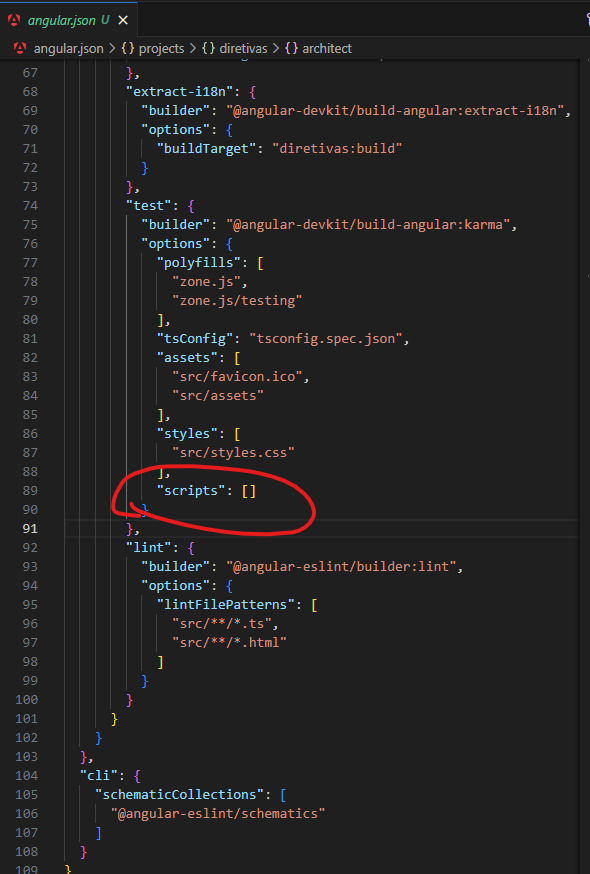 angular.json U ×
angular.json > {} projects > {} diretivas > {} architect
67 },
68 "extract-i18n": {
69 "builder": "@angular-devkit/build-angular:extract-i18n",
70 "options": {
71 "buildTarget": "diretivas:build"
72 }
73 },
74 "test": {
75 "builder": "@angular-devkit/build-angular:karma",
76 "options": {
77 "polyfills": [
78 "zone.js",
79 "zone.js/testing"
80 ],
81 "tsConfig": "tsconfig.spec.json",
82 "assets": [
83 "src/favicon.ico",
84 "src/assets"
85 ],
86 "styles": [
87 "src/styles.css"
88 ],
89 "scripts": []
90 }
91 },
92 "lint": {
93 "builder": "@angular-eslint/builder:lint",
94 "options": {
95 "lintFilePatterns": [
96 "src/**/*.ts",
97 "src/**/*.html"
98 ]
99 }
100 }
101 }
102 }
103 },
104 "cli": {
105 "schematicCollections": [
106 "@angular-eslint/schematics"
107 ]
108 }
109 }